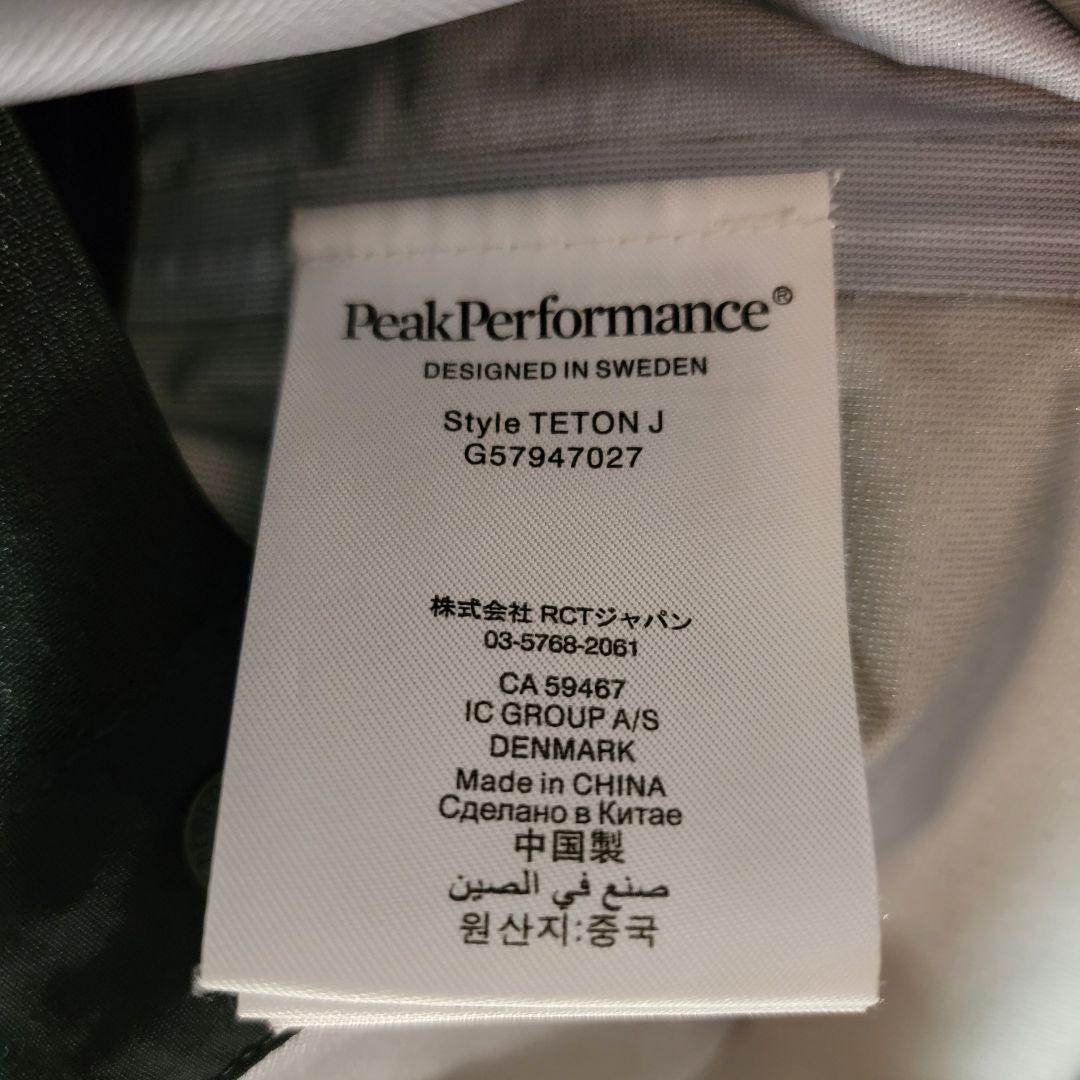 PeakPerformance®
DESIGNED IN SWEDEN
Style TETON J
G57947027
株式会社 RCTジャパン
03-5768-2061
CA 59467
IC GROUP A/S
DENMARK
Made in CHINA
Сделано в Китае
中国製
صنع في الصين
원산지:중국